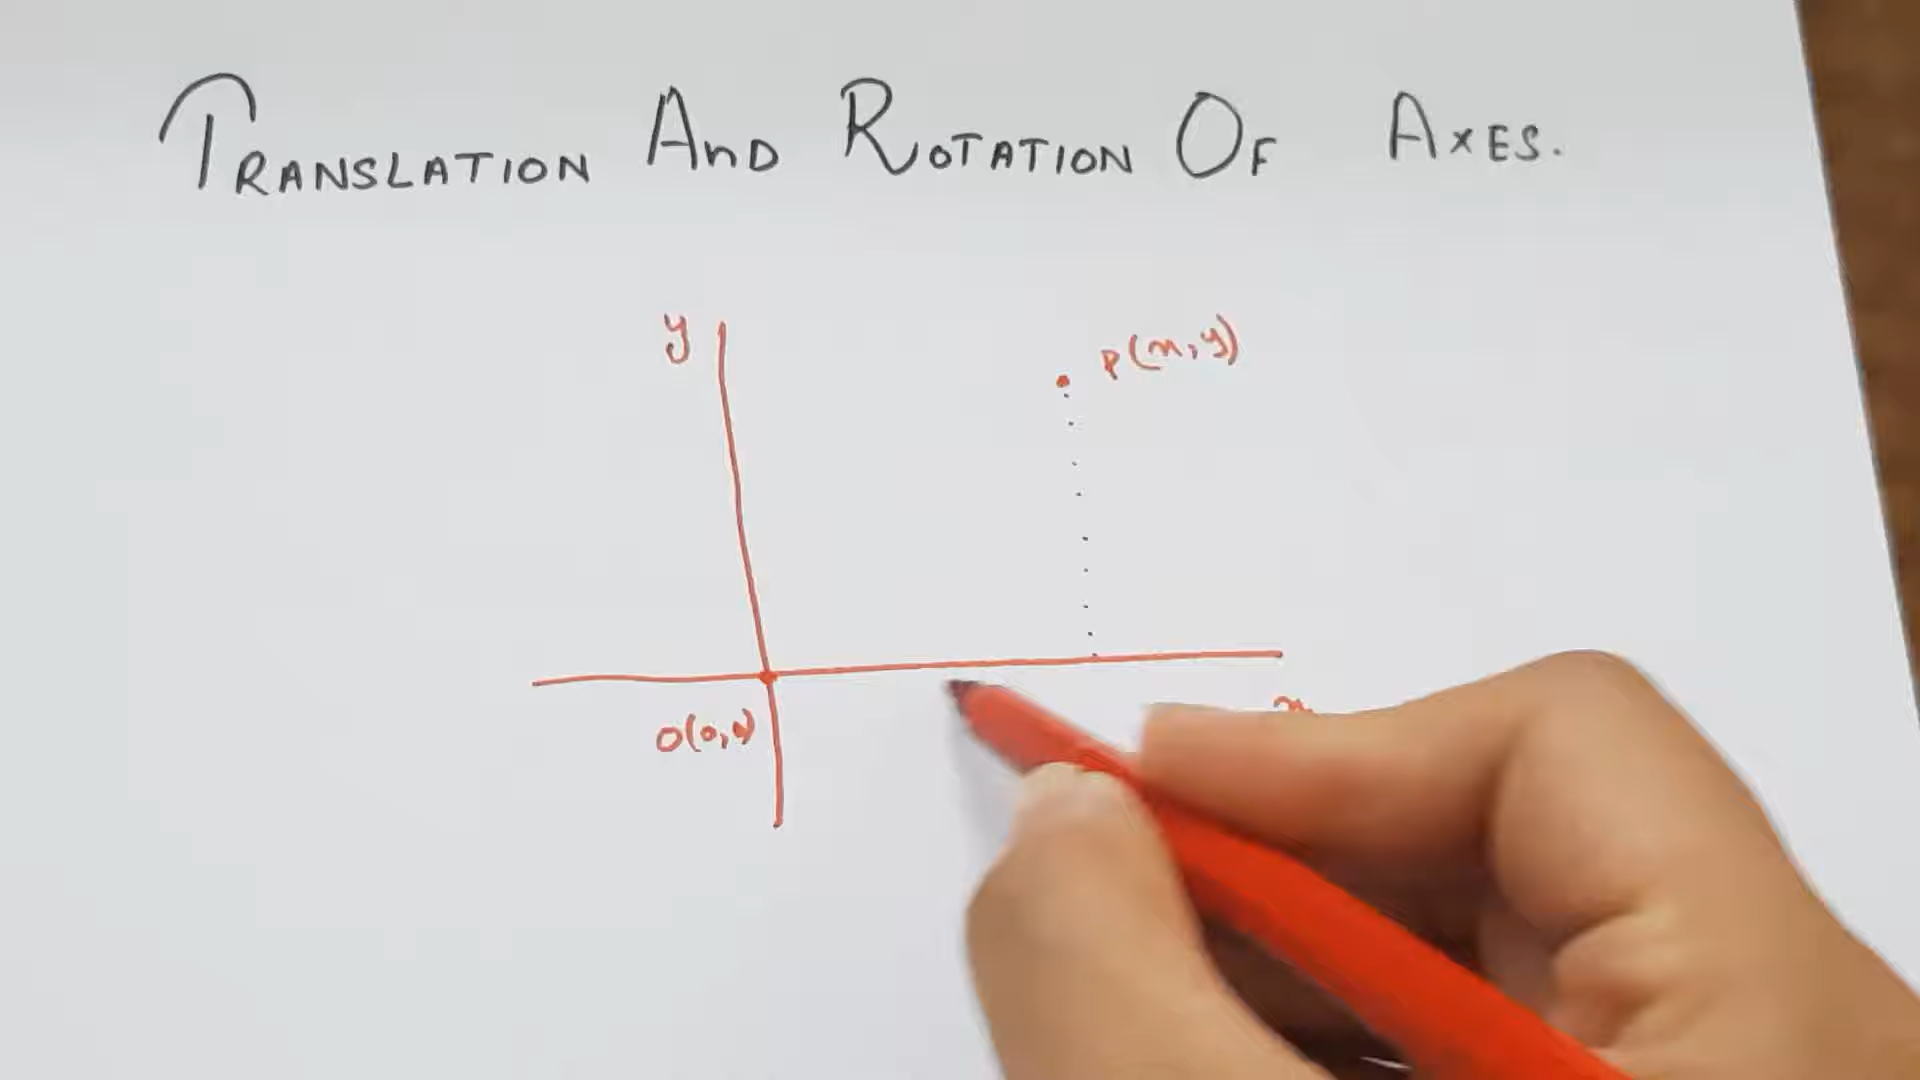 TRANSLATION AND ROTATION OF AXES.
y
P(x,y)
O(0,0)
x